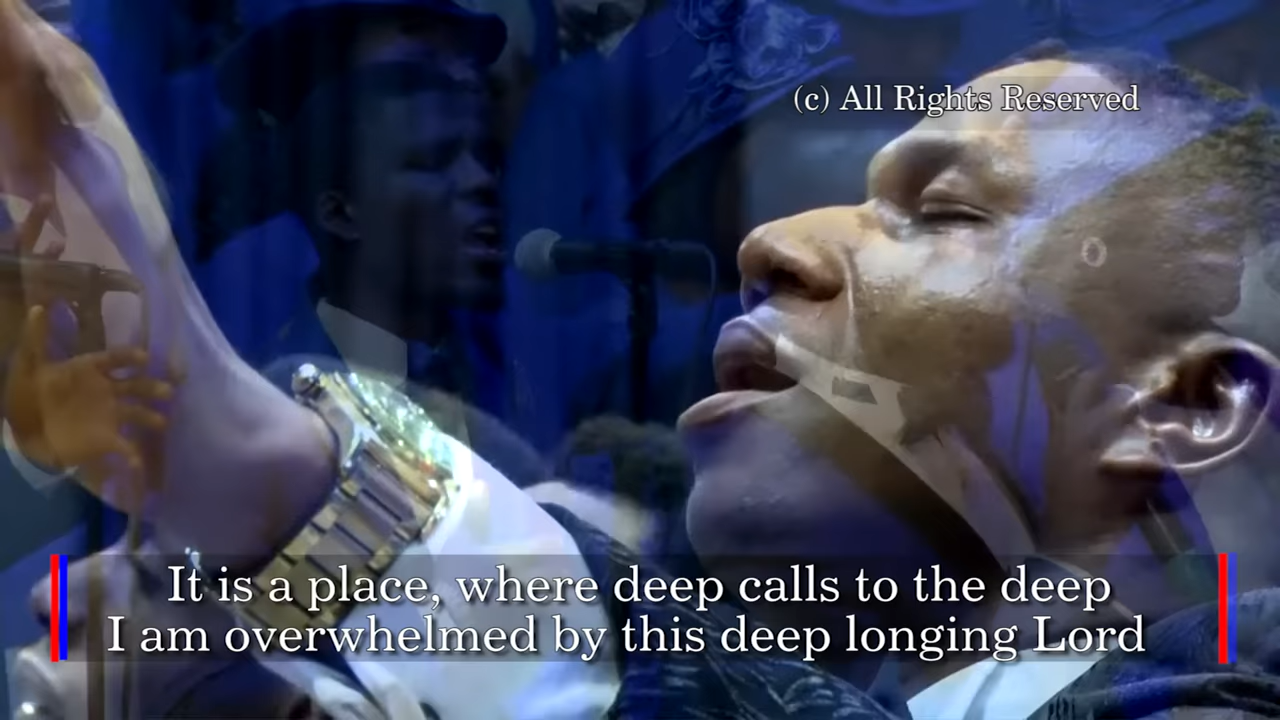 (c) All Rights Reserved
It is a place, where deep calls to the deep
I am overwhelmed by this deep longing Lord